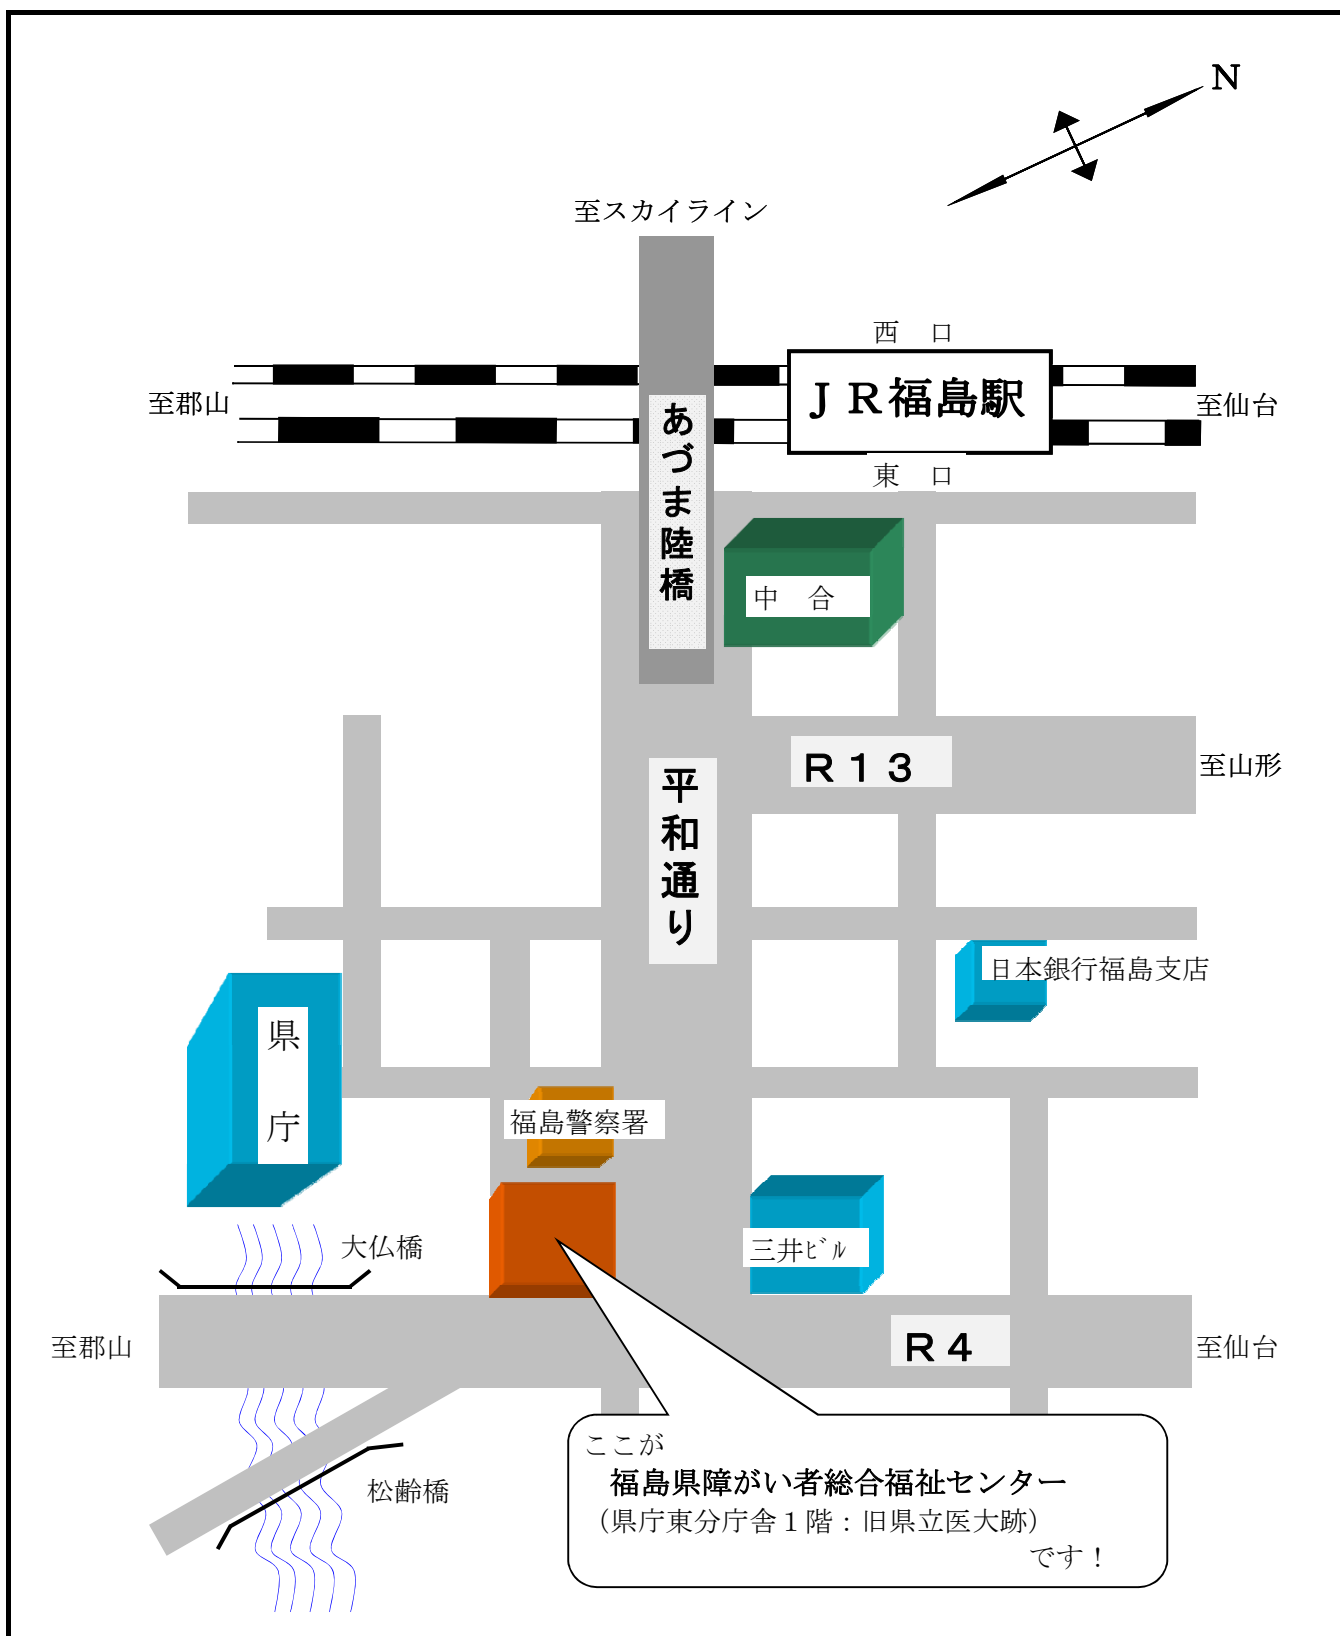 N
至スカイライン
西　口
至郡山
ＪＲ福島駅
至仙台
あづま陸橋
東　口
中　合
Ｒ１３
至山形
平和通り
日本銀行福島支店
県庁
福島警察署
大仏橋
三井ﾋﾞﾙ
至郡山
Ｒ４
至仙台
松齢橋
ここが
福島県障がい者総合福祉センター
（県庁東分庁舎１階：旧県立医大跡）
です！